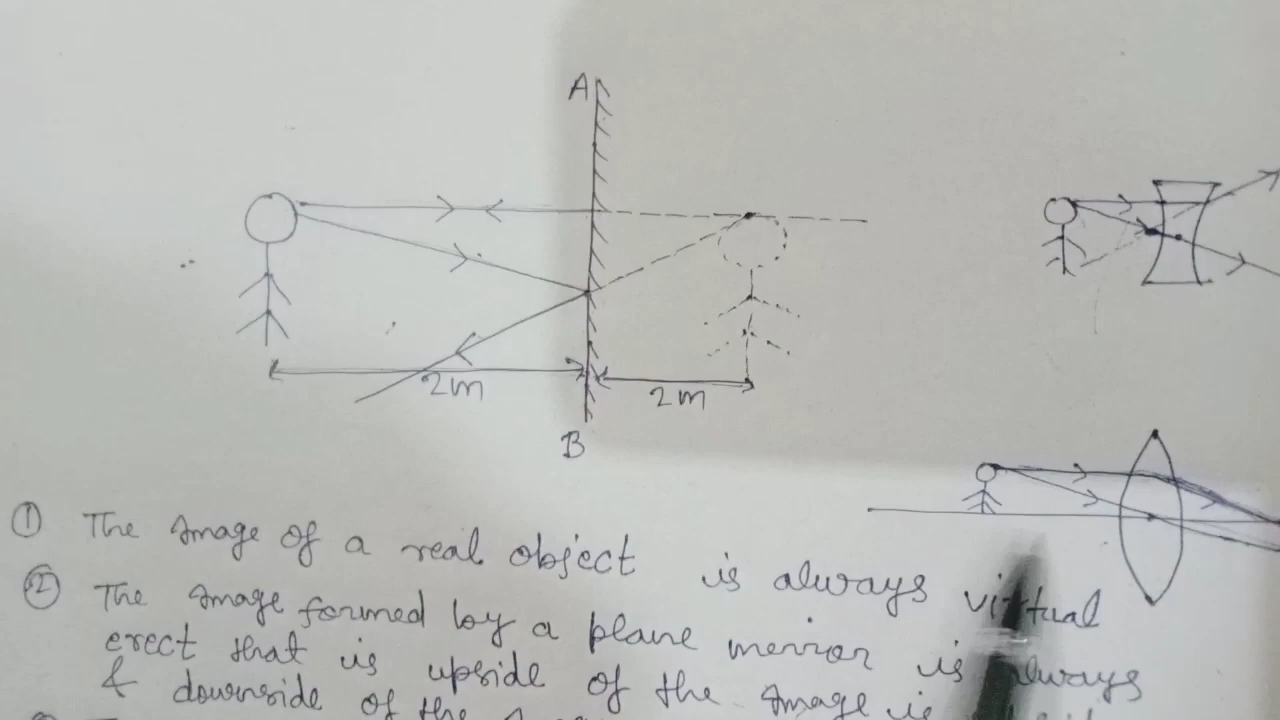 A
2m
2m
B
① The Image of a real object is always virtual
② The Image formed by a plane mirror is always
erect that is upside of the Image is
& downside of the